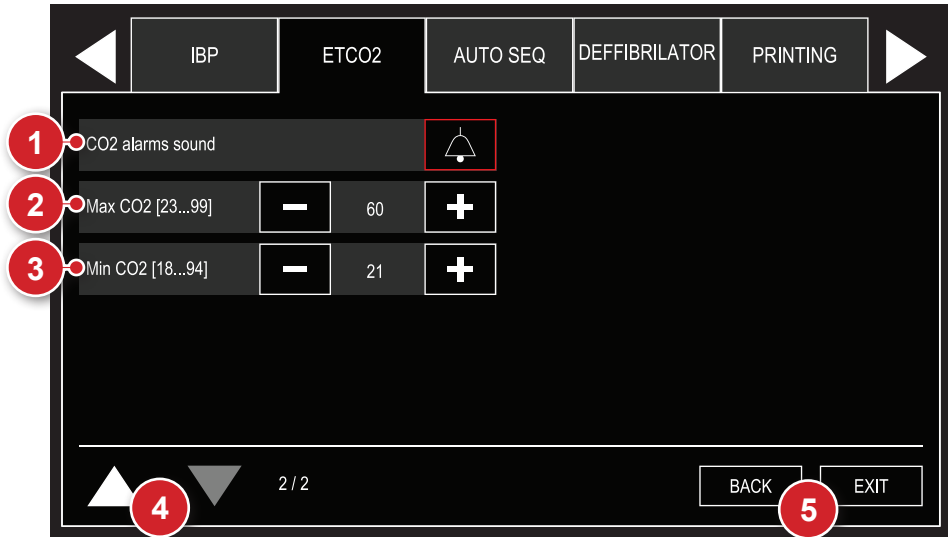 IBP
ETCO2
AUTO SEQ
DEFFIBRILATOR
PRINTING
1
CO2 alarms sound
2
Max CO2 [23...99]
60
3
Min CO2 [18...94]
21
4
2 / 2
BACK
EXIT
5